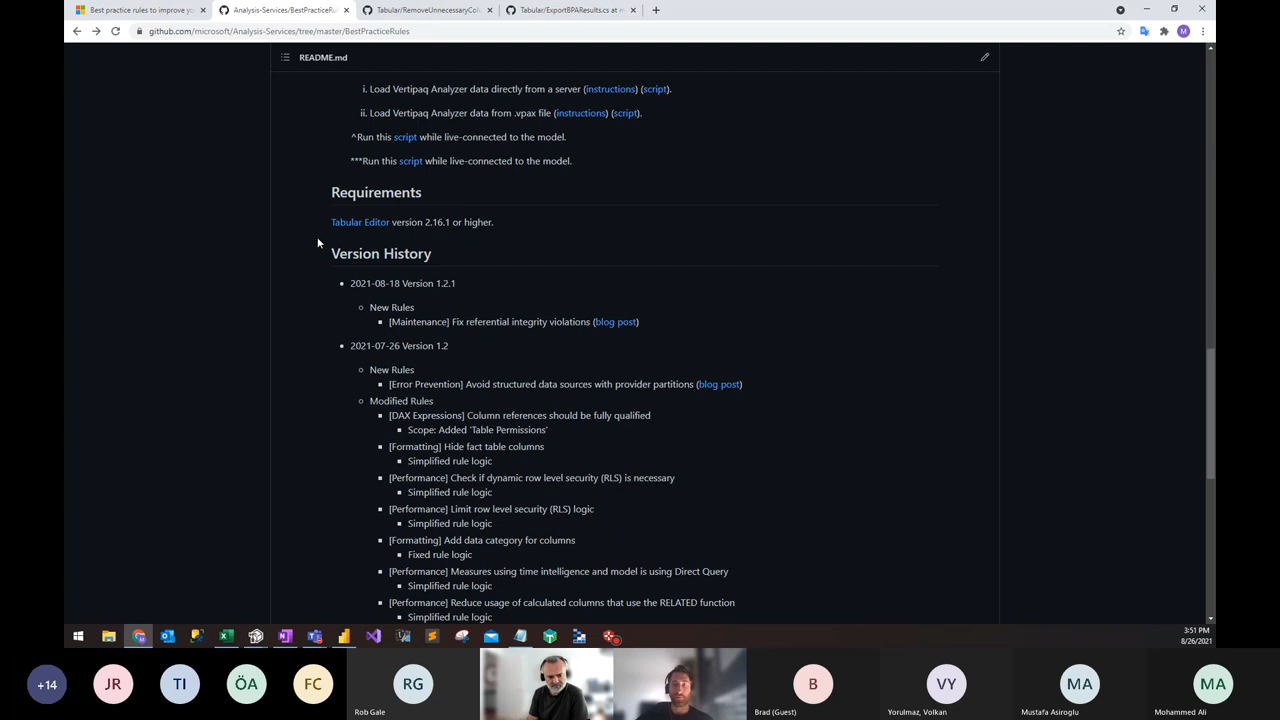 Best practice rules to improve yo
Analysis-Services/BestPracticeRu
Tabular/RemoveUnnecessaryColu
Tabular/ExportBPAResults.cs at m
M
github.com/microsoft/Analysis-Services/tree/master/BestPracticeRules
README.md
i. Load Vertipaq Analyzer data directly from a server (instructions) (script).
ii. Load Vertipaq Analyzer data from .vpax file (instructions) (script).
^Run this script while live-connected to the model.
***Run this script while live-connected to the model.
Requirements
Tabular Editor version 2.16.1 or higher.
Version History
2021-08-18 Version 1.2.1
New Rules
[Maintenance] Fix referential integrity violations (blog post)
2021-07-26 Version 1.2
New Rules
[Error Prevention] Avoid structured data sources with provider partitions (blog post)
Modified Rules
[DAX Expressions] Column references should be fully qualified
Scope: Added 'Table Permissions'
[Formatting] Hide fact table columns
Simplified rule logic
[Performance] Check if dynamic row level security (RLS) is necessary
Simplified rule logic
[Performance] Limit row level security (RLS) logic
Simplified rule logic
[Formatting] Add data category for columns
Fixed rule logic
[Performance] Measures using time intelligence and model is using Direct Query
Simplified rule logic
[Performance] Reduce usage of calculated columns that use the RELATED function
Simplified rule logic
3:51 PM
8/26/2021
+14
JR
TI
ÖA
FC
RG
B
VY
MA
MA
Rob Gale
Brad (Guest)
Yorulmaz, Volkan
Mustafa Asiroglu
Mohammed Ali